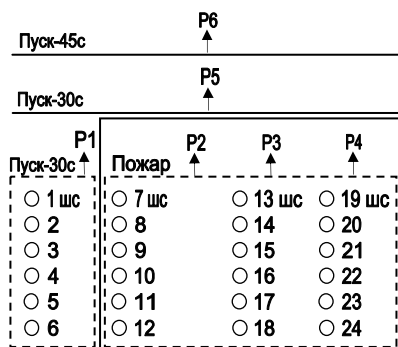 P6
Пуск-45с
P5
Пуск-30с
P1 P2 P3 P4
Пуск-30с Пожар
1 шс 7 шс 13 шс 19 шс
2 8 14 20
3 9 15 21
4 10 16 22
5 11 17 23
6 12 18 24